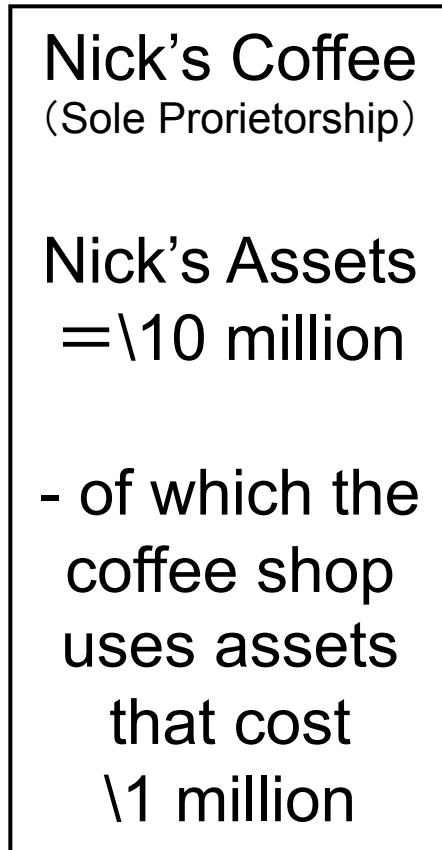 Nick’s Coffee
（Sole Prorietorship）
Nick’s Assets
＝\10 million
- of which the
coffee shop
uses assets
that cost
\1 million